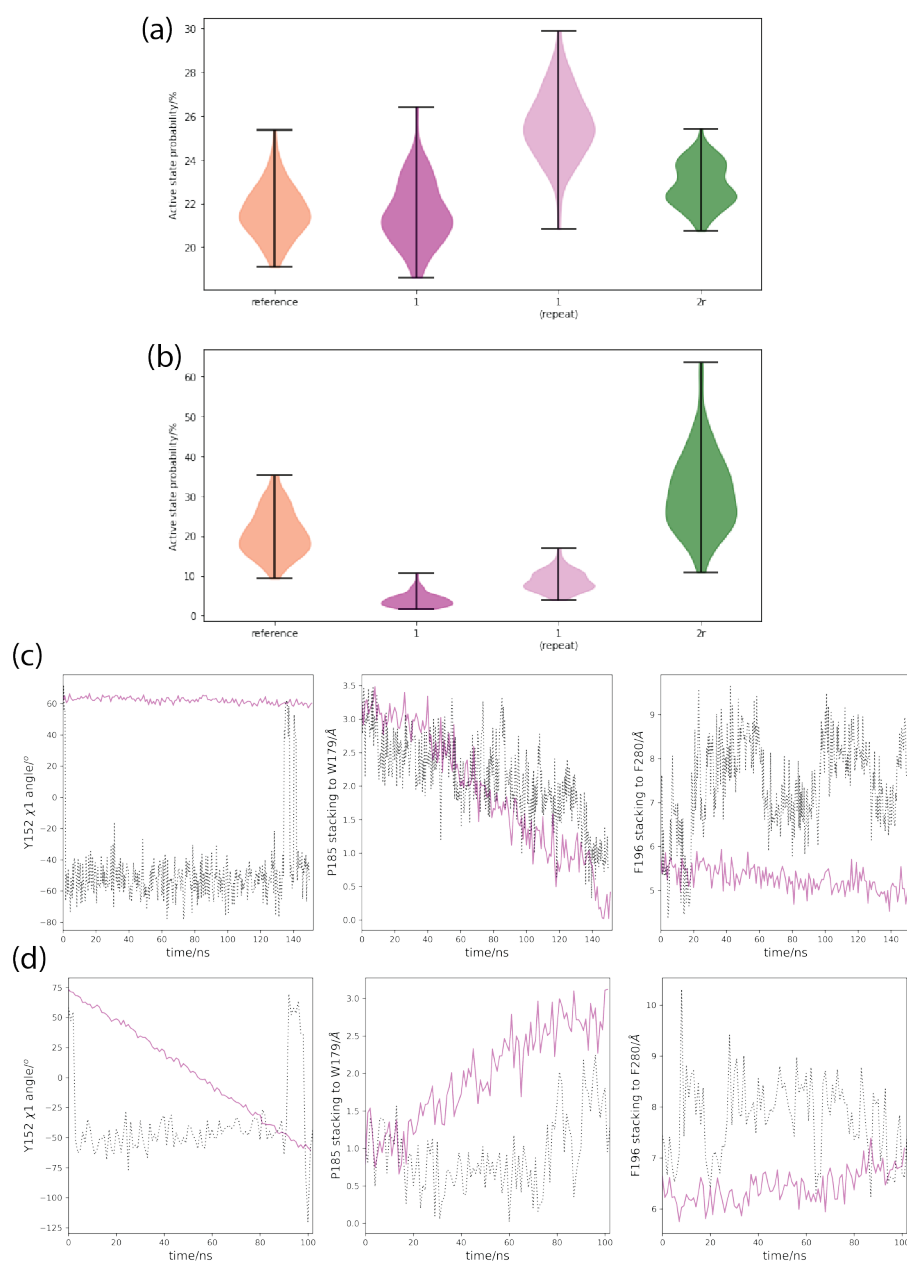 (a)
Active state probability/%
30
28
26
24
22
20
reference
1
1
(repeat)
2r
(b)
Active state probability/%
60
50
40
30
20
10
0
reference
1
1
(repeat)
2r
(c)
Y152 χ1 angle/°
60
40
20
0
−20
−40
−60
−80
0 20 40 60 80 100 120 140
time/ns
P185 stacking to W179/Å
3.5
3.0
2.5
2.0
1.5
1.0
0.5
0.0
0 20 40 60 80 100 120 140
time/ns
F196 stacking to F280/Å
9
8
7
6
5
0 20 40 60 80 100 120 140
time/ns
(d)
Y152 χ1 angle/°
75
50
25
0
−25
−50
−75
−100
−125
0 20 40 60 80 100
time/ns
P185 stacking to W179/Å
3.0
2.5
2.0
1.5
1.0
0.5
0.0
0 20 40 60 80 100
time/ns
F196 stacking to F280/Å
10
9
8
7
6
0 20 40 60 80 100
time/ns